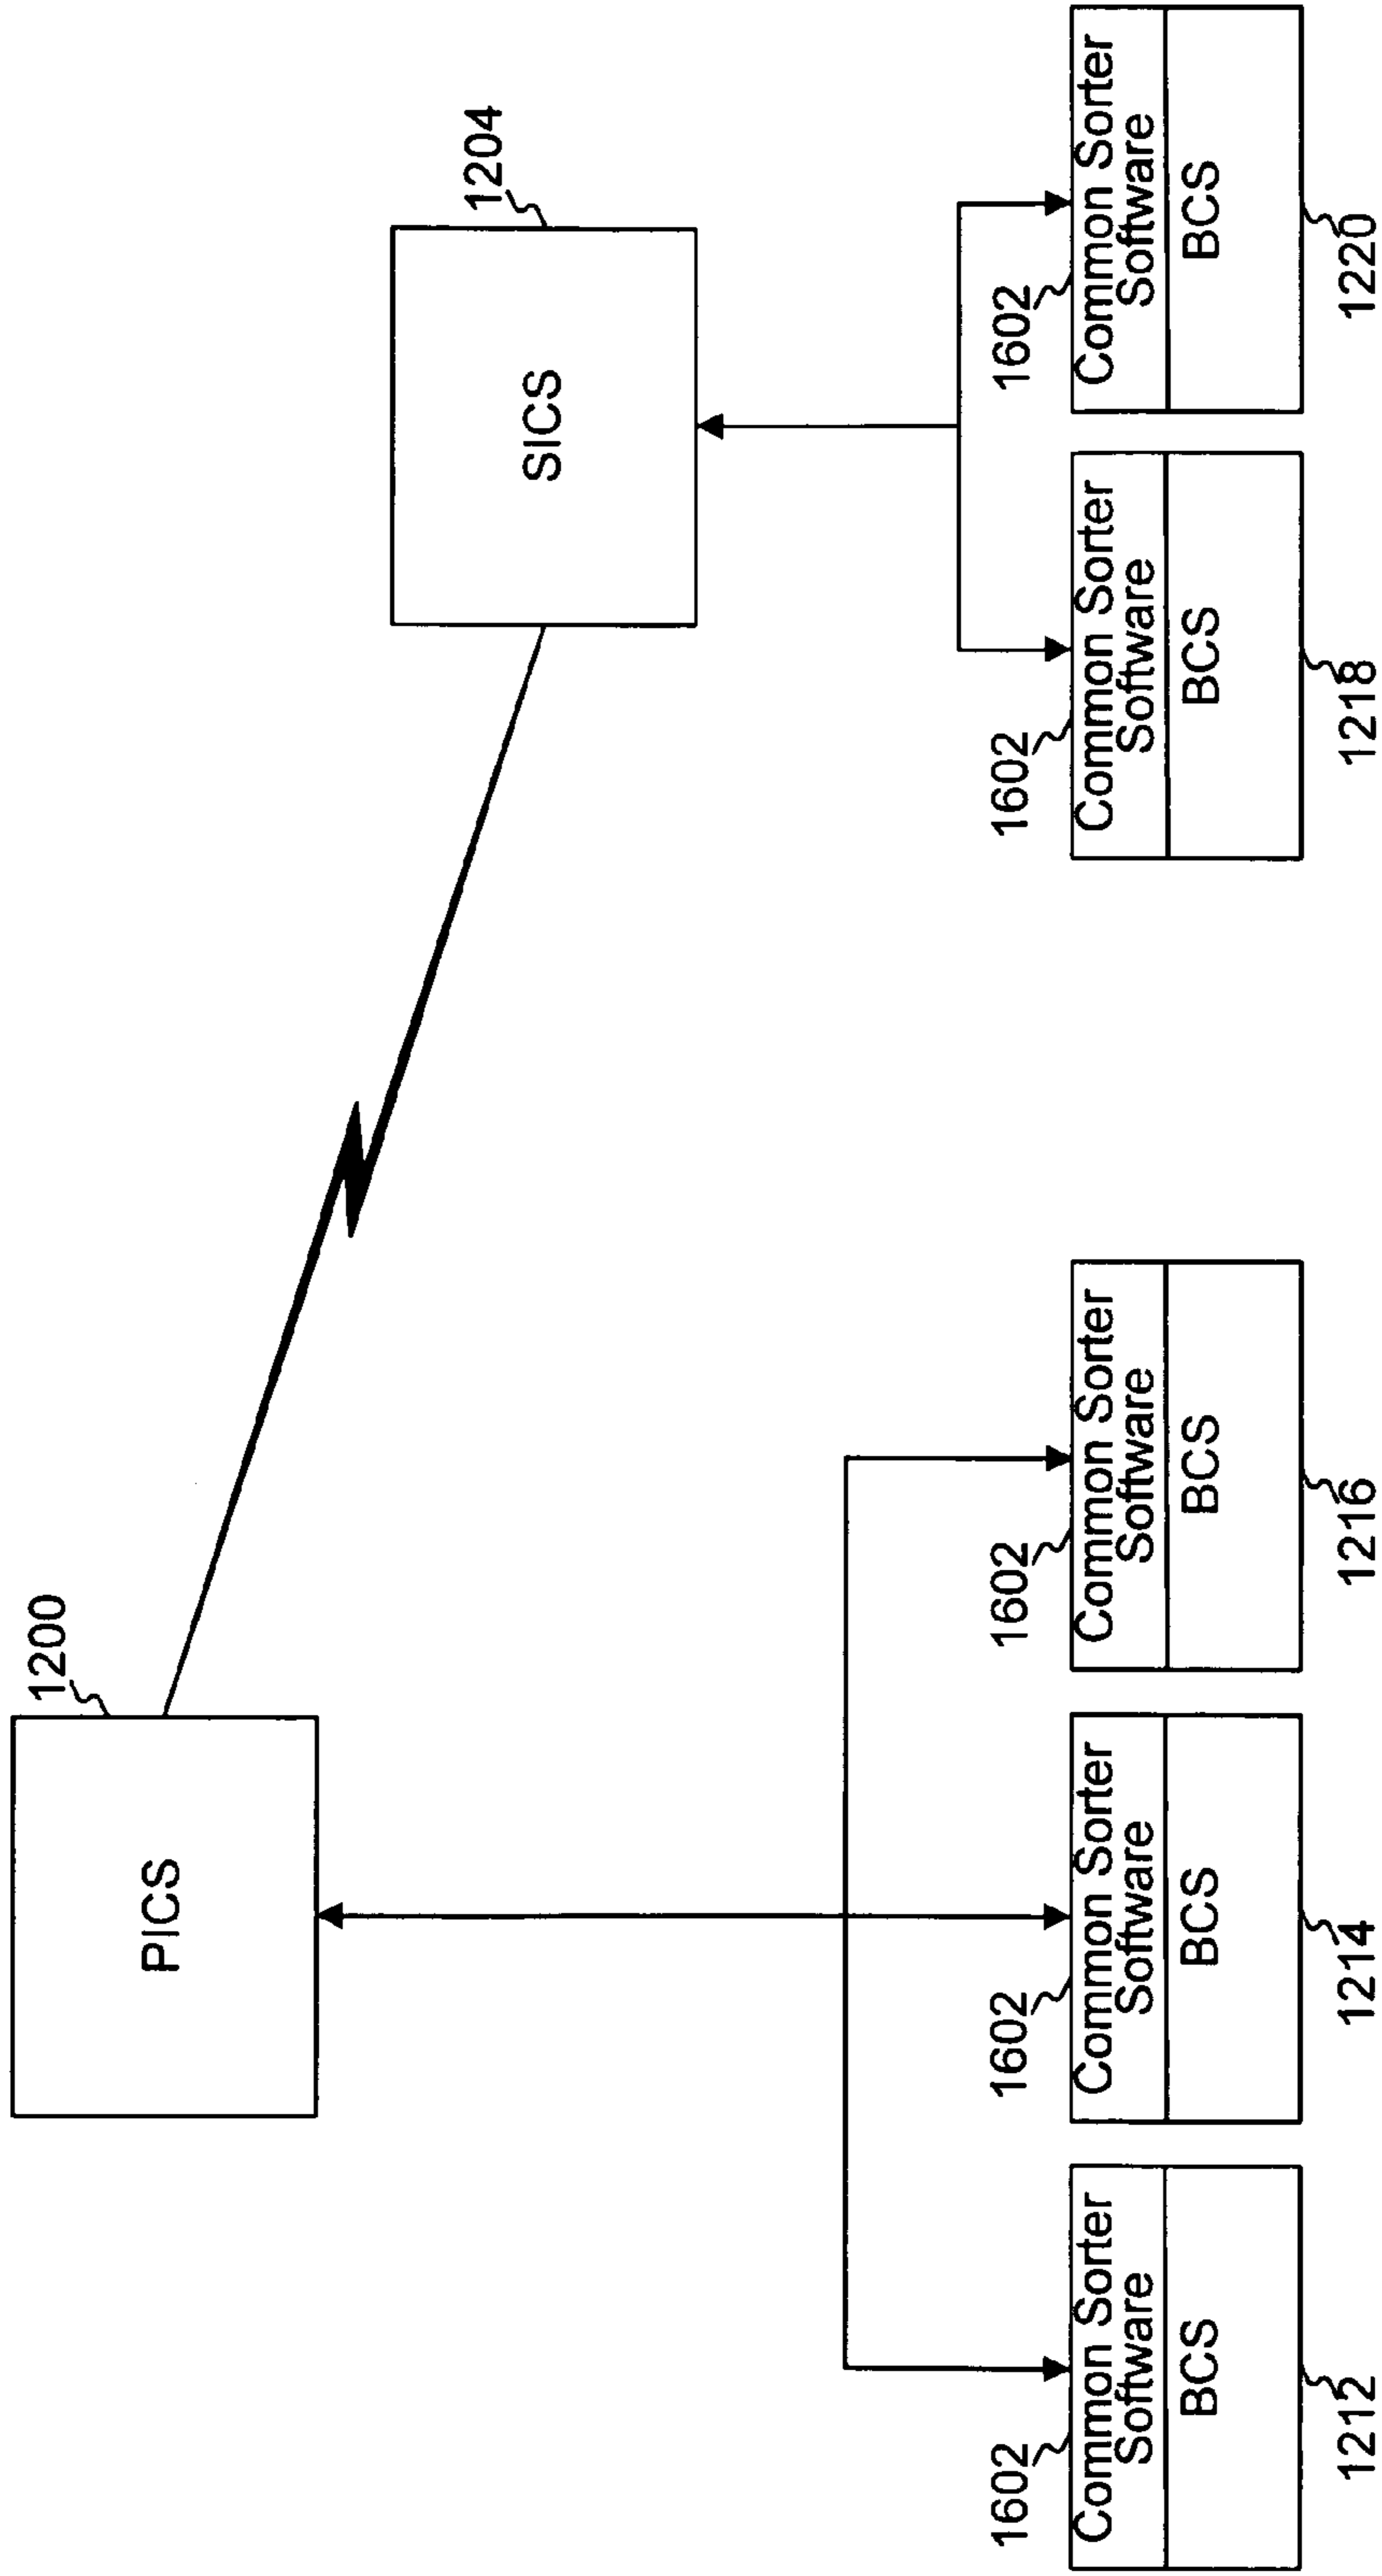 PICS
1200
SICS
1204
1602
Common Sorter
Software
BCS
1212
1602
Common Sorter
Software
BCS
1214
1602
Common Sorter
Software
BCS
1216
1602
Common Sorter
Software
BCS
1218
1602
Common Sorter
Software
BCS
1220